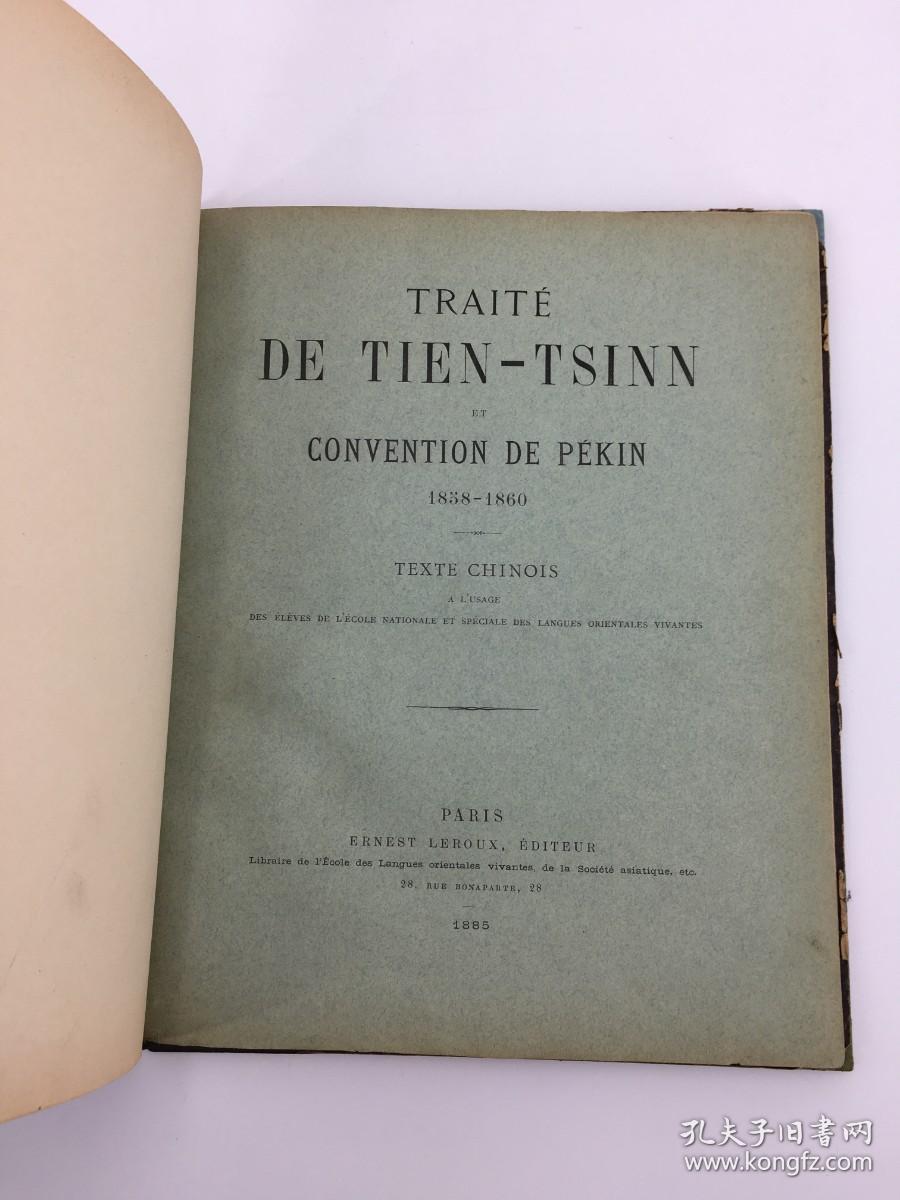 TRAITÉ
DE TIEN-TSINN
ET
CONVENTION DE PÉKIN
1858-1860
TEXTE CHINOIS
A L'USAGE
DES ÉLÈVES DE L'ÉCOLE NATIONALE ET SPÉCIALE DES LANGUES ORIENTALES VIVANTES
PARIS
ERNEST LEROUX, ÉDITEUR
Libraire de l'École des Langues orientales vivantes, de la Société asiatique, etc.
28, RUE BONAPARTE, 28
1885
孔夫子旧書网
www.kongfz.com